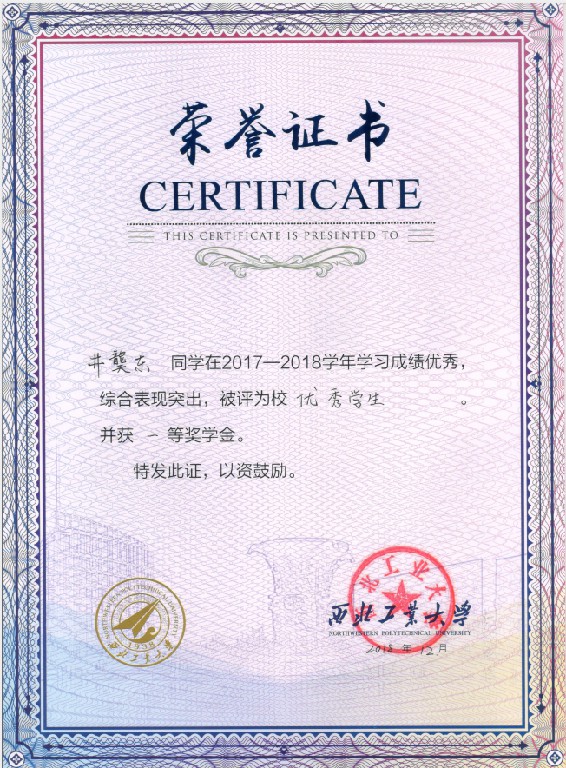 荣誉证书
CERTIFICATE
THIS CERTIFICATE IS PRESENTED TO
井龑志 同学在2017—2018学年学习成绩优秀，
综合表现突出，被评为校 优秀学生 。
并获 一 等奖学金。
特发此证，以资鼓励。
西北工业大学
西北工业大学
NORTHWESTERN POLYTECHNICAL UNIVERSITY
2018 年 12 月
NORTHWESTERN POLYTECHNICAL UNIVERSITY
西北工业大学